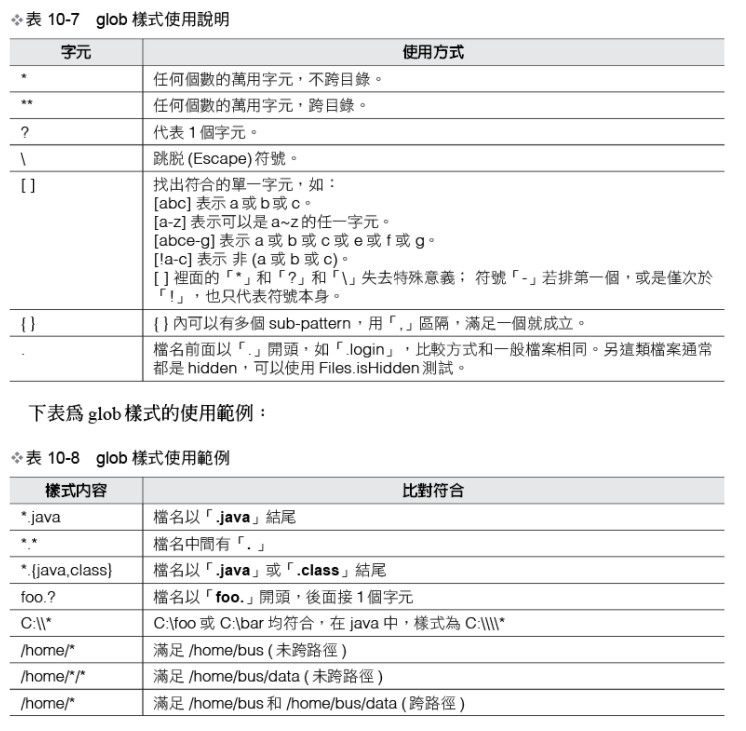 ❖表 10-7 glob 樣式使用說明
字元 使用方式
* 任何個數的萬用字元，不跨目錄。
** 任何個數的萬用字元，跨目錄。
? 代表 1 個字元。
\ 跳脫 (Escape) 符號。
[ ] 找出符合的單一字元，如：
[abc] 表示 a 或 b 或 c。
[a-z] 表示可以是 a~z 的任一字元。
[abce-g] 表示 a 或 b 或 c 或 e 或 f 或 g。
[!a-c] 表示 非 (a 或 b 或 c)。
[ ] 裡面的「*」和「?」和「\」失去特殊意義； 符號「-」若排第一個，或是僅次於
「!」，也只代表符號本身。
{ } { } 內可以有多個 sub-pattern，用「,」區隔，滿足一個就成立。
. 檔名前面以「.」開頭，如「.login」，比較方式和一般檔案相同。另這類檔案通常
都是 hidden，可以使用 Files.isHidden 測試。
下表為 glob 樣式的使用範例：
❖表 10-8 glob 樣式使用範例
樣式內容 比對符合
*.java 檔名以「.java」結尾
*.* 檔名中間有「. 」
*.{java,class} 檔名以「.java」或「.class」結尾
foo.? 檔名以「foo.」開頭，後面接 1 個字元
C:\\* C:\foo 或 C:\bar 均符合，在 java 中，樣式為 C:\\\\*
/home/* 滿足 /home/bus ( 未跨路徑 )
/home/*/* 滿足 /home/bus/data ( 未跨路徑 )
/home/* 滿足 /home/bus 和 /home/bus/data ( 跨路徑 )